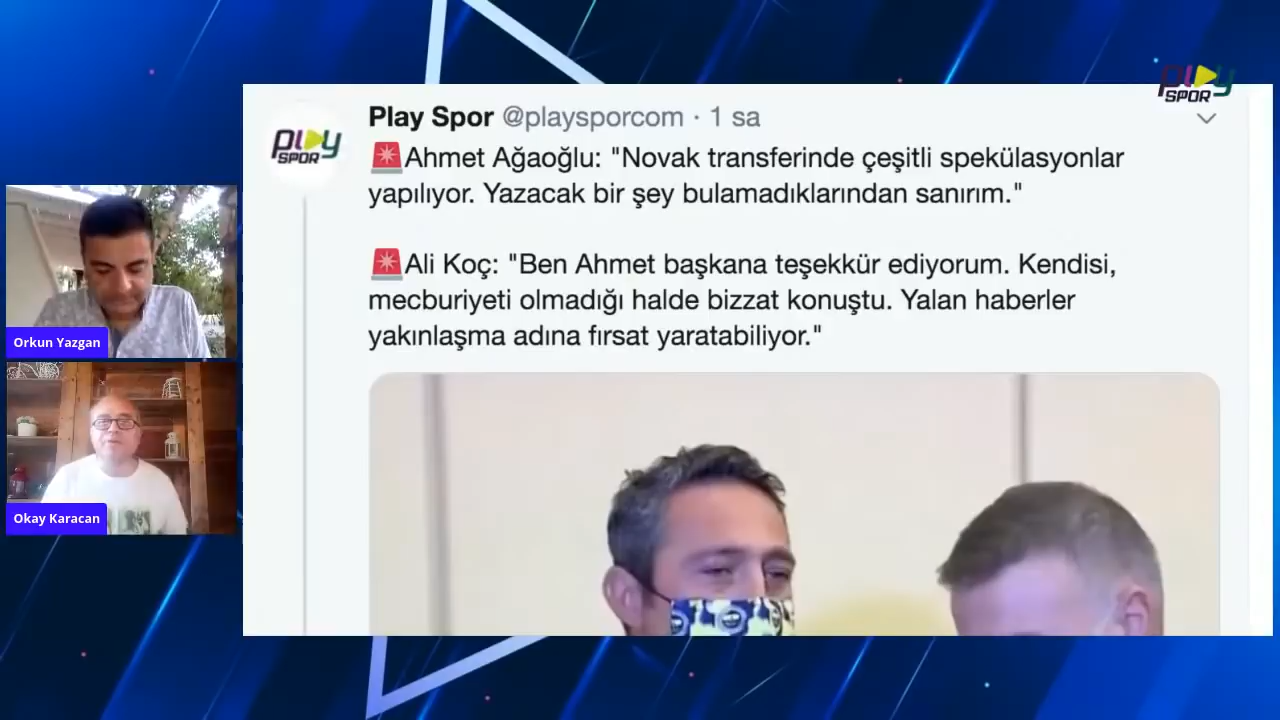 play
SPOR
Play Spor @playsporcom · 1 sa
play
SPOR
🚨Ahmet Ağaoğlu: "Novak transferinde çeşitli spekülasyonlar
yapılıyor. Yazacak bir şey bulamadıklarından sanırım."
🚨Ali Koç: "Ben Ahmet başkana teşekkür ediyorum. Kendisi,
mecburiyeti olmadığı halde bizzat konuştu. Yalan haberler
yakınlaşma adına fırsat yaratabiliyor."
Orkun Yazgan
Okay Karacan